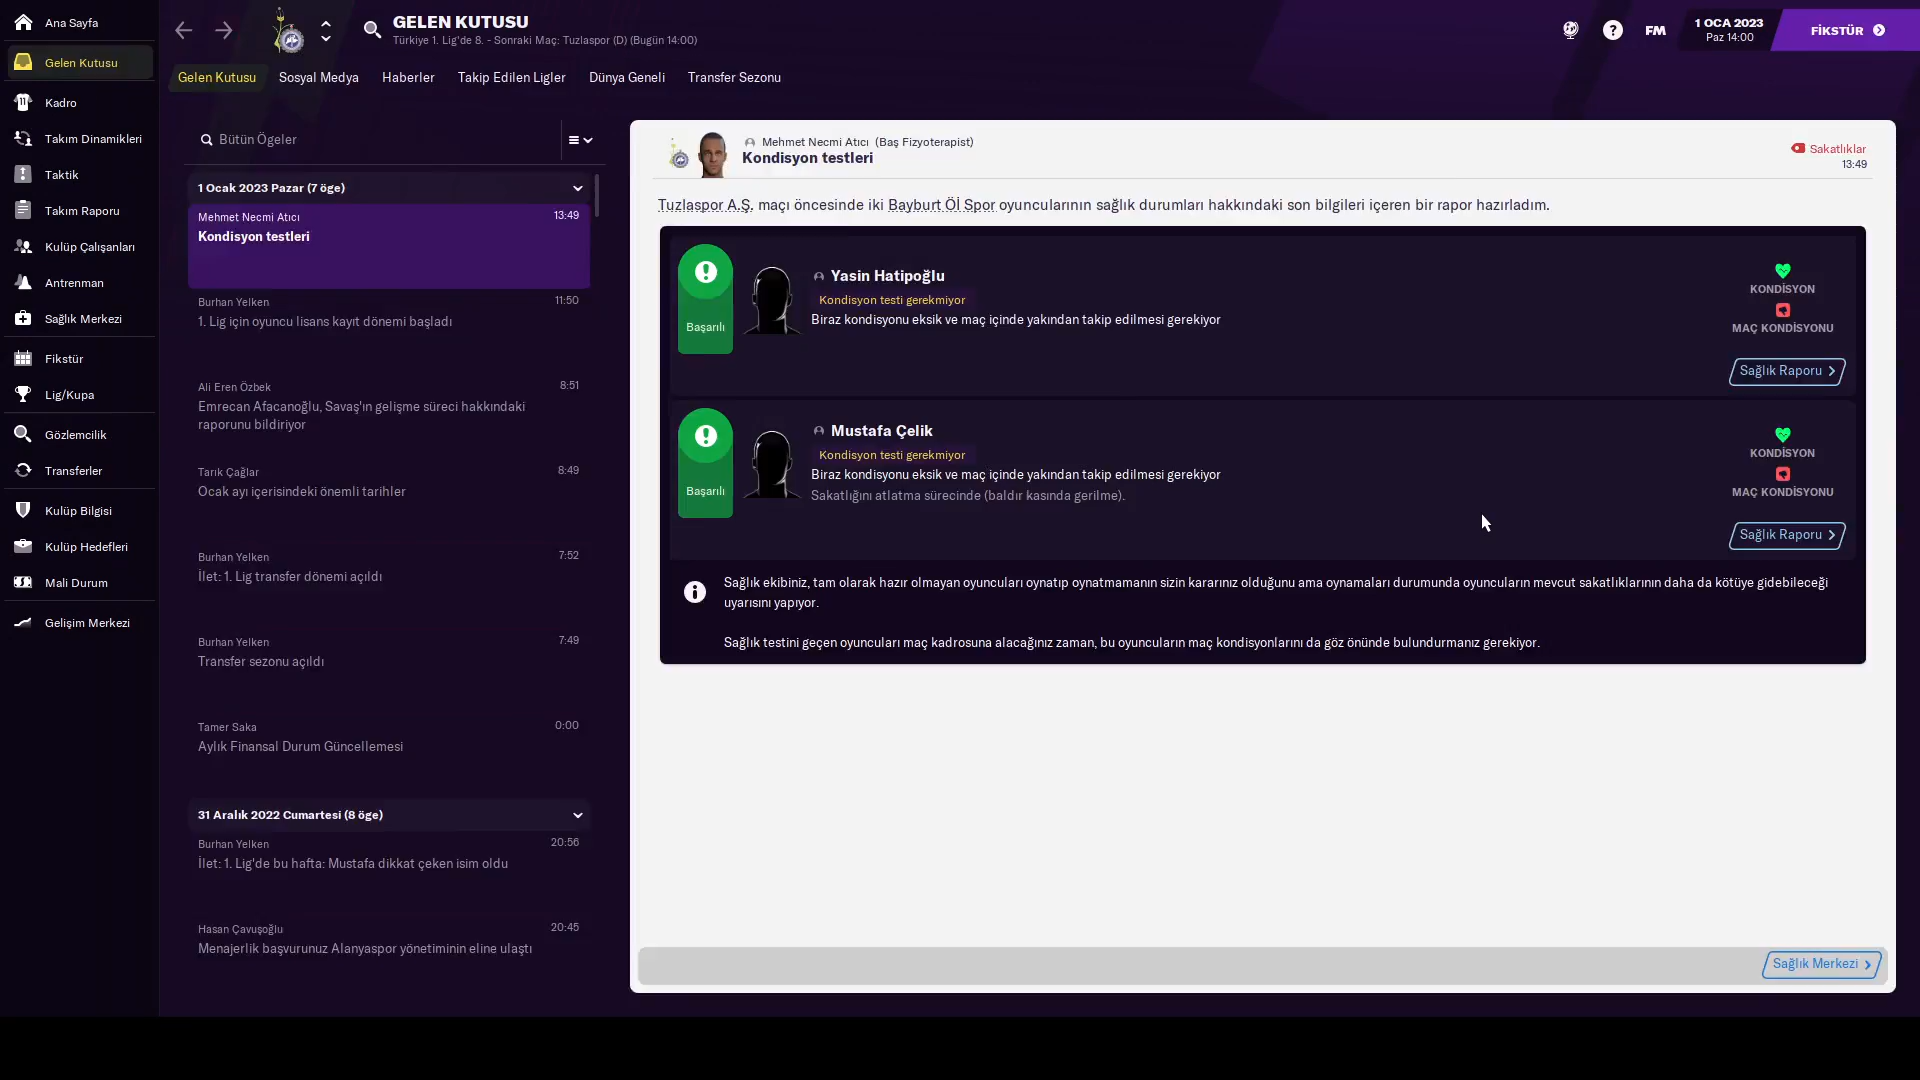 Ana Sayfa
Gelen Kutusu
Kadro
Takım Dinamikleri
Taktik
Takım Raporu
Kulüp Çalışanları
Antrenman
Sağlık Merkezi
Fikstür
Lig/Kupa
Gözlemcilik
Transferler
Kulüp Bilgisi
Kulüp Hedefleri
Mali Durum
Gelişim Merkezi
GELEN KUTUSU
Türkiye 1. Lig'de 8. - Sonraki Maç: Tuzlaspor (D) (Bugün 14:00)
FM
1 OCA 2023
Paz 14:00
FİKSTÜR
Gelen Kutusu
Sosyal Medya
Haberler
Takip Edilen Ligler
Dünya Geneli
Transfer Sezonu
Bütün Ögeler
1 Ocak 2023 Pazar (7 öge)
Mehmet Necmi Atıcı 13:49
Kondisyon testleri
Burhan Yelken 11:50
1. Lig için oyuncu lisans kayıt dönemi başladı
Ali Eren Özbek 8:51
Emrecan Afacanoğlu, Savaş'ın gelişme süreci hakkındaki
raporunu bildiriyor
Tarık Çağlar 8:49
Ocak ayı içerisindeki önemli tarihler
Burhan Yelken 7:52
İlet: 1. Lig transfer dönemi açıldı
Burhan Yelken 7:49
Transfer sezonu açıldı
Tamer Saka 0:00
Aylık Finansal Durum Güncellemesi
31 Aralık 2022 Cumartesi (8 öge)
Burhan Yelken 20:56
İlet: 1. Lig'de bu hafta: Mustafa dikkat çeken isim oldu
Hasan Çavuşoğlu 20:45
Menajerlik başvurunuz Alanyaspor yönetiminin eline ulaştı
Mehmet Necmi Atıcı (Baş Fizyoterapist)
Kondisyon testleri
Sakatlıklar
13:49
Tuzlaspor A.Ş. maçı öncesinde iki Bayburt Öİ Spor oyuncularının sağlık durumları hakkındaki son bilgileri içeren bir rapor hazırladım.
Başarılı
Yasin Hatipoğlu
Kondisyon testi gerekmiyor
Biraz kondisyonu eksik ve maç içinde yakından takip edilmesi gerekiyor
KONDİSYON
MAÇ KONDİSYONU
Sağlık Raporu
Başarılı
Mustafa Çelik
Kondisyon testi gerekmiyor
Biraz kondisyonu eksik ve maç içinde yakından takip edilmesi gerekiyor
Sakatlığını atlatma sürecinde (baldır kasında gerilme).
KONDİSYON
MAÇ KONDİSYONU
Sağlık Raporu
Sağlık ekibiniz, tam olarak hazır olmayan oyuncuları oynatıp oynatmamanın sizin kararınız olduğunu ama oynamaları durumunda oyuncuların mevcut sakatlıklarının daha da kötüye gidebileceği
uyarısını yapıyor.
Sağlık testini geçen oyuncuları maç kadrosuna alacağınız zaman, bu oyuncuların maç kondisyonlarını da göz önünde bulundurmanız gerekiyor.
Sağlık Merkezi